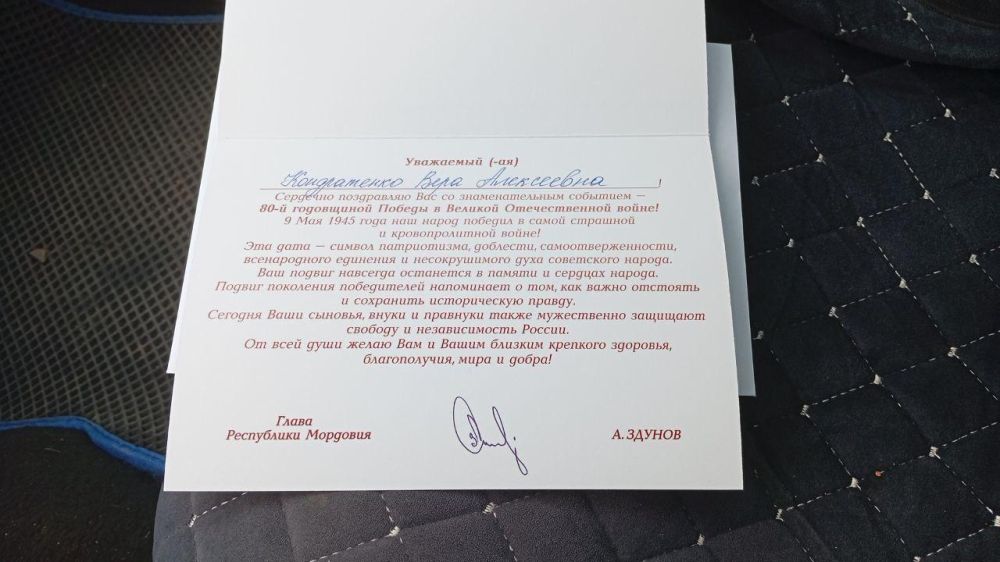 Уважаемый (-ая)
Кондратенко Вера Алексеевна!
Сердечно поздравляю Вас со знаменательным событием —
80-й годовщиной Победы в Великой Отечественной войне!
9 Мая 1945 года наш народ победил в самой страшной
и кровопролитной войне!
Эта дата — символ патриотизма, доблести, самоотверженности,
всенародного единения и несокрушимого духа советского народа.
Ваш подвиг навсегда останется в памяти и сердцах народа.
Подвиг поколения победителей напоминает о том, как важно отстоять
и сохранить историческую правду.
Сегодня Ваши сыновья, внуки и правнуки также мужественно защищают
свободу и независимость России.
От всей души желаю Вам и Вашим близким крепкого здоровья,
благополучия, мира и добра!
Глава
Республики Мордовия
А. ЗДУНОВ